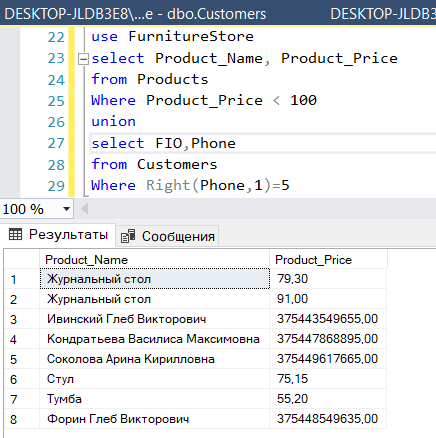 DESKTOP-JLDB3E8\...e - dbo.Customers DESKTOP-JLDB3E8
22 use FurnitureStore
23 select Product_Name, Product_Price
24 from Products
25 Where Product_Price < 100
26 union
27 select FIO,Phone
28 from Customers
29 Where Right(Phone,1)=5
100 %
Результаты Сообщения
Product_Name Product_Price
1 Журнальный стол 79,30
2 Журнальный стол 91,00
3 Ивинский Глеб Викторович 375443549655,00
4 Кондратьева Василиса Максимовна 375447868895,00
5 Соколова Арина Кирилловна 375449617665,00
6 Стул 75,15
7 Тумба 55,20
8 Форин Глеб Викторович 375448549635,00